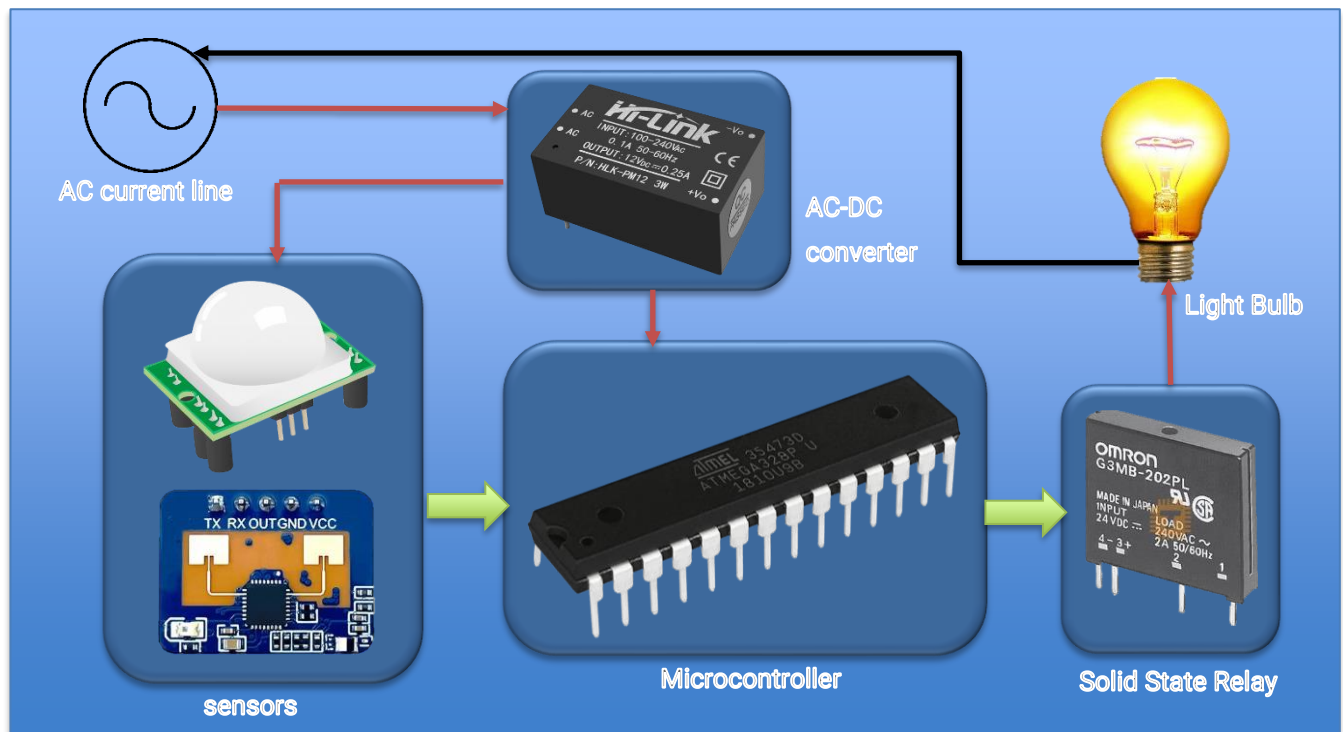 AC current line
Hi-Link
AC
AC
INPUT:100-240VAC
0.1A 50-60Hz
OUTPUT:12VDC⎓0.25A
P/N:HLK-PM12 3W
-Vo
CE
+Vo
AC-DC
converter
Light Bulb
TX RX OUT GND VCC
sensors
ATMEL 35473D
ATMEGA328P U
1810U9B
Microcontroller
OMRON
G3MB-202PL
MADE IN JAPAN
INPUT
24 VDC ⎓
LOAD
240VAC ~
2A 50/60Hz
4 - 3 +
2
1
Solid State Relay